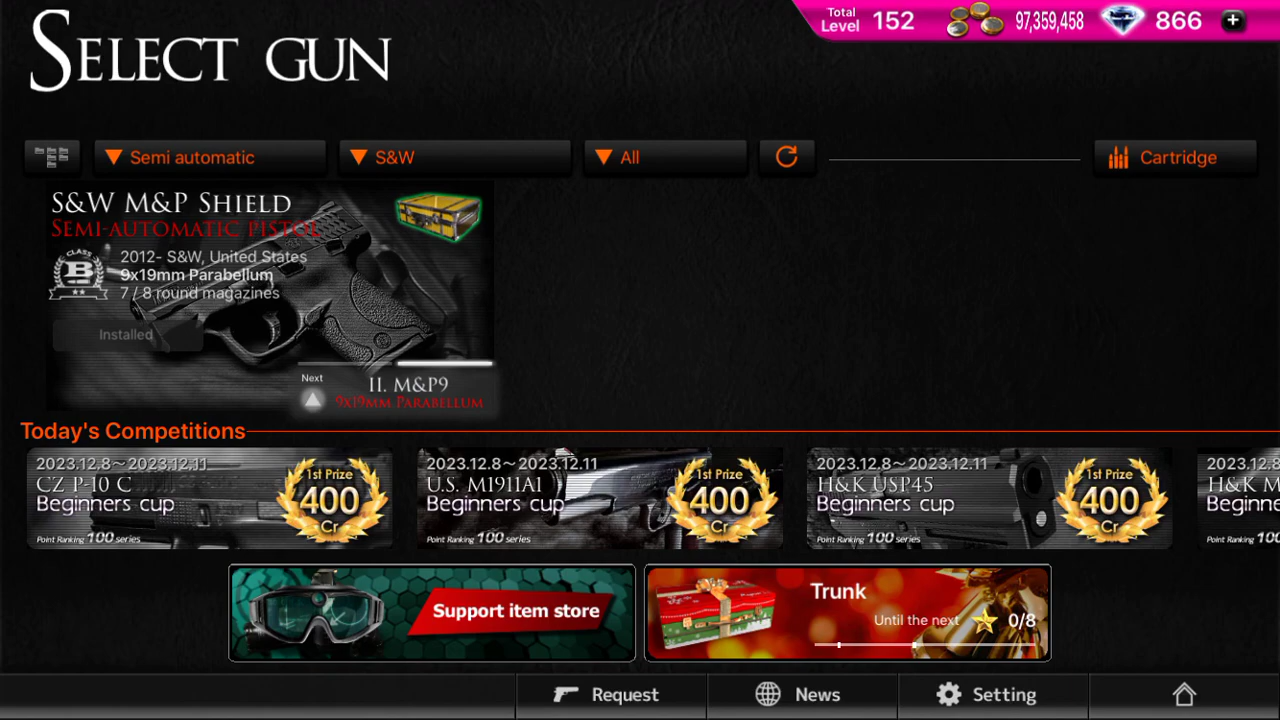 SELECT GUN
Total Level 152 97,359,458 866
Semi automatic S&W All Cartridge
S&W M&P SHIELD
SEMI-AUTOMATIC PISTOL
CLASS B
2012- S&W, United States
9x19mm Parabellum
7 / 8 round magazines
Installed
Next
II. M&P9
9X19MM PARABELLUM
Today's Competitions
2023.12.8～2023.12.11
CZ P-10 C
Beginners cup
1st Prize
400
Cr
Point Ranking 100 series
2023.12.8～2023.12.11
U.S. M1911A1
Beginners cup
1st Prize
400
Cr
Point Ranking 100 series
2023.12.8～2023.12.11
H&K USP45
Beginners cup
1st Prize
400
Cr
Point Ranking 100 series
2023.12.8
H&K M
Beginners
Point Ranking 100
Support item store
Trunk
Until the next 0/8
Request News Setting